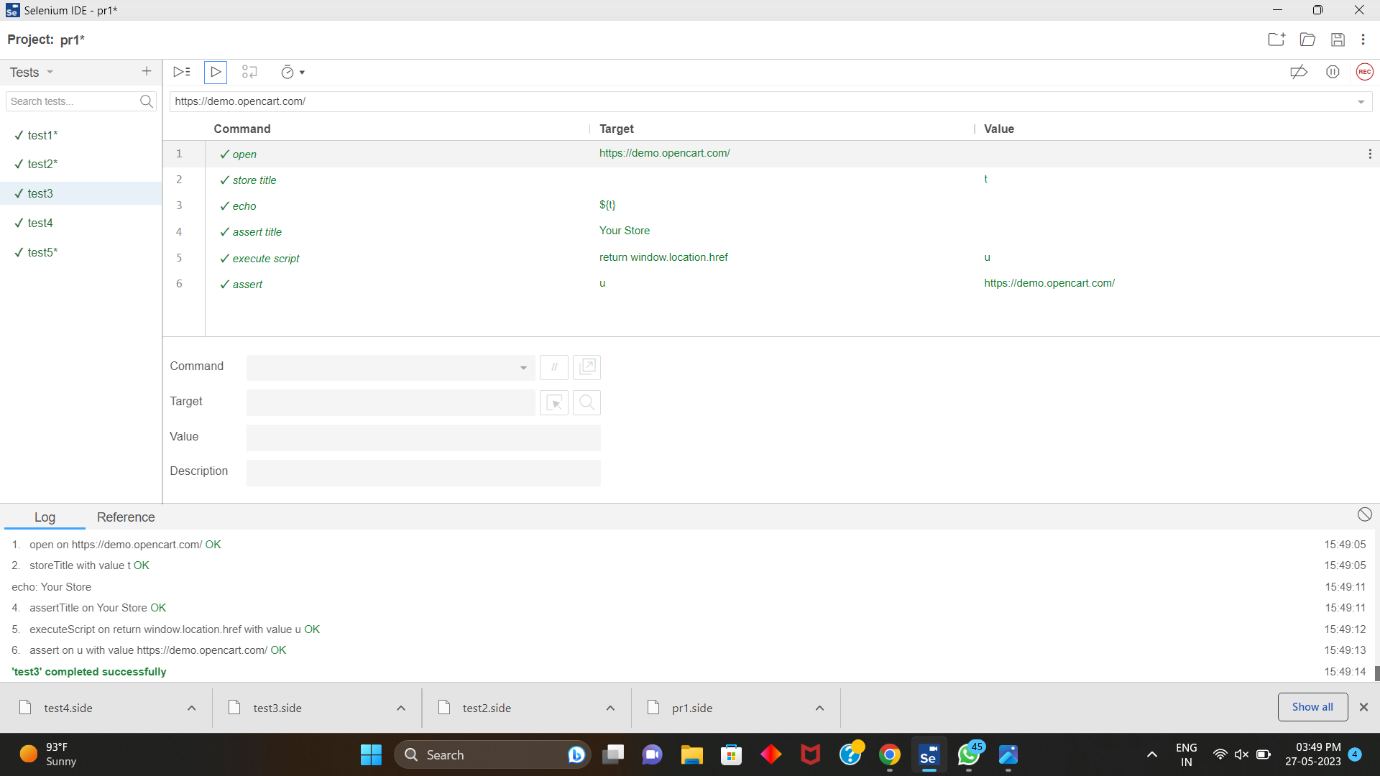 Selenium IDE - pr1*
Project: pr1*
Tests
Search tests...
✓ test1*
✓ test2*
✓ test3
✓ test4
✓ test5*
REC
https://demo.opencart.com/
Command Target Value
1 ✓ open https://demo.opencart.com/
2 ✓ store title t
3 ✓ echo ${t}
4 ✓ assert title Your Store
5 ✓ execute script return window.location.href u
6 ✓ assert u https://demo.opencart.com/
Command
//
Target
Value
Description
Log Reference
1. open on https://demo.opencart.com/ OK 15:49:05
2. storeTitle with value t OK 15:49:05
echo: Your Store 15:49:11
4. assertTitle on Your Store OK 15:49:11
5. executeScript on return window.location.href with value u OK 15:49:12
6. assert on u with value https://demo.opencart.com/ OK 15:49:13
'test3' completed successfully 15:49:14
test4.side test3.side test2.side pr1.side Show all
93°F
Sunny
Search
Se
45
ENG
IN
03:49 PM
27-05-2023
4